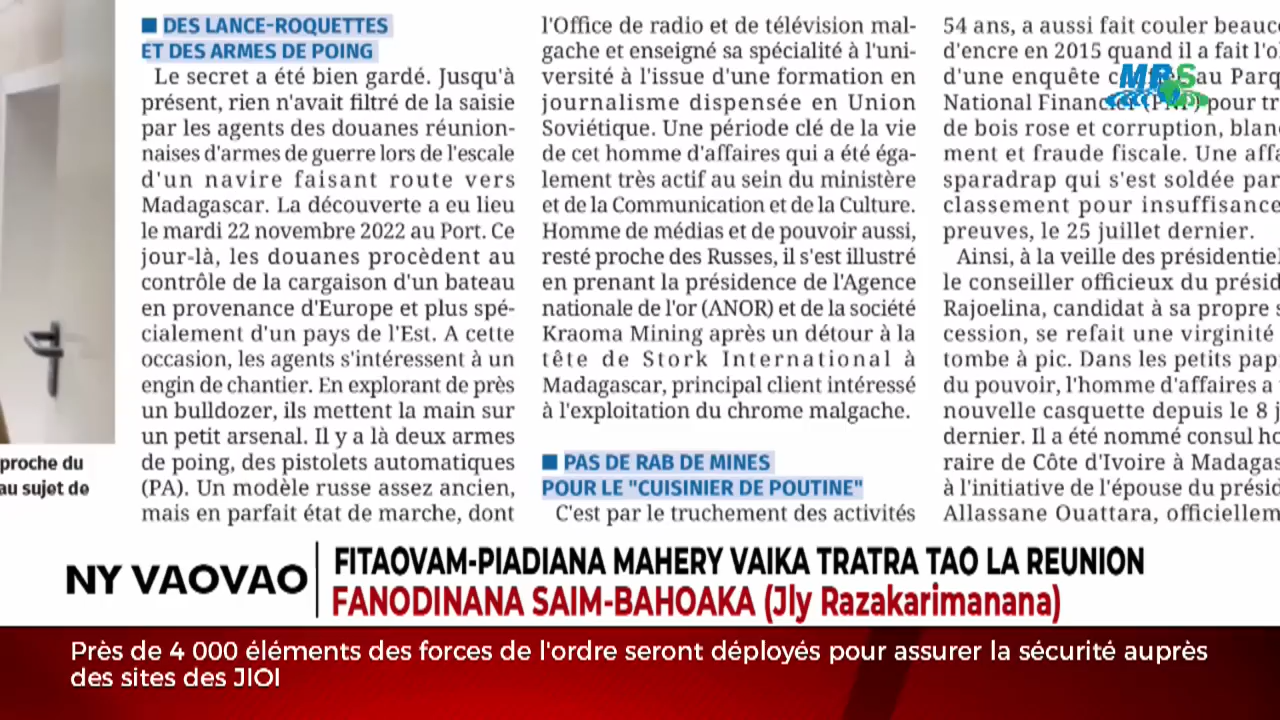 proche du
au sujet de
DES LANCE-ROQUETTES
ET DES ARMES DE POING
Le secret a été bien gardé. Jusqu'à
présent, rien n'avait filtré de la saisie
par les agents des douanes réunion-
naises d'armes de guerre lors de l'escale
d'un navire faisant route vers
Madagascar. La découverte a eu lieu
le mardi 22 novembre 2022 au Port. Ce
jour-là, les douanes procèdent au
contrôle de la cargaison d'un bateau
en provenance d'Europe et plus spé-
cialement d'un pays de l'Est. A cette
occasion, les agents s'intéressent à un
engin de chantier. En explorant de près
un bulldozer, ils mettent la main sur
un petit arsenal. Il y a là deux armes
de poing, des pistolets automatiques
(PA). Un modèle russe assez ancien,
mais en parfait état de marche, dont
l'Office de radio et de télévision mal-
gache et enseigné sa spécialité à l'uni-
versité à l'issue d'une formation en
journalisme dispensée en Union
Soviétique. Une période clé de la vie
de cet homme d'affaires qui a été éga-
lement très actif au sein du ministère
et de la Communication et de la Culture.
Homme de médias et de pouvoir aussi,
resté proche des Russes, il s'est illustré
en prenant la présidence de l'Agence
nationale de l'or (ANOR) et de la société
Kraoma Mining après un détour à la
tête de Stork International à
Madagascar, principal client intéressé
à l'exploitation du chrome malgache.
PAS DE RAB DE MINES
POUR LE "CUISINIER DE POUTINE"
C'est par le truchement des activités
54 ans, a aussi fait couler beauc
d'encre en 2015 quand il a fait l'o
d'une enquête au Parq
National Financier (PNF) pour tr
de bois rose et corruption, blan
ment et fraude fiscale. Une affa
sparadrap qui s'est soldée par
classement pour insuffisance
preuves, le 25 juillet dernier.
Ainsi, à la veille des présidentiel
le conseiller officieux du présid
Rajoelina, candidat à sa propre s
cession, se refait une virginité
tombe à pic. Dans les petits pap
du pouvoir, l'homme d'affaires a
nouvelle casquette depuis le 8 j
dernier. Il a été nommé consul ho
raire de Côte d'Ivoire à Madagas
à l'initiative de l'épouse du présid
Allassane Ouattara, officiellem
MRS
NY VAOVAO
FITAOVAM-PIADIANA MAHERY VAIKA TRATRA TAO LA REUNION
FANODINANA SAIM-BAHOAKA (Jly Razakarimanana)
Près de 4 000 éléments des forces de l'ordre seront déployés pour assurer la sécurité auprès
des sites des JIOI